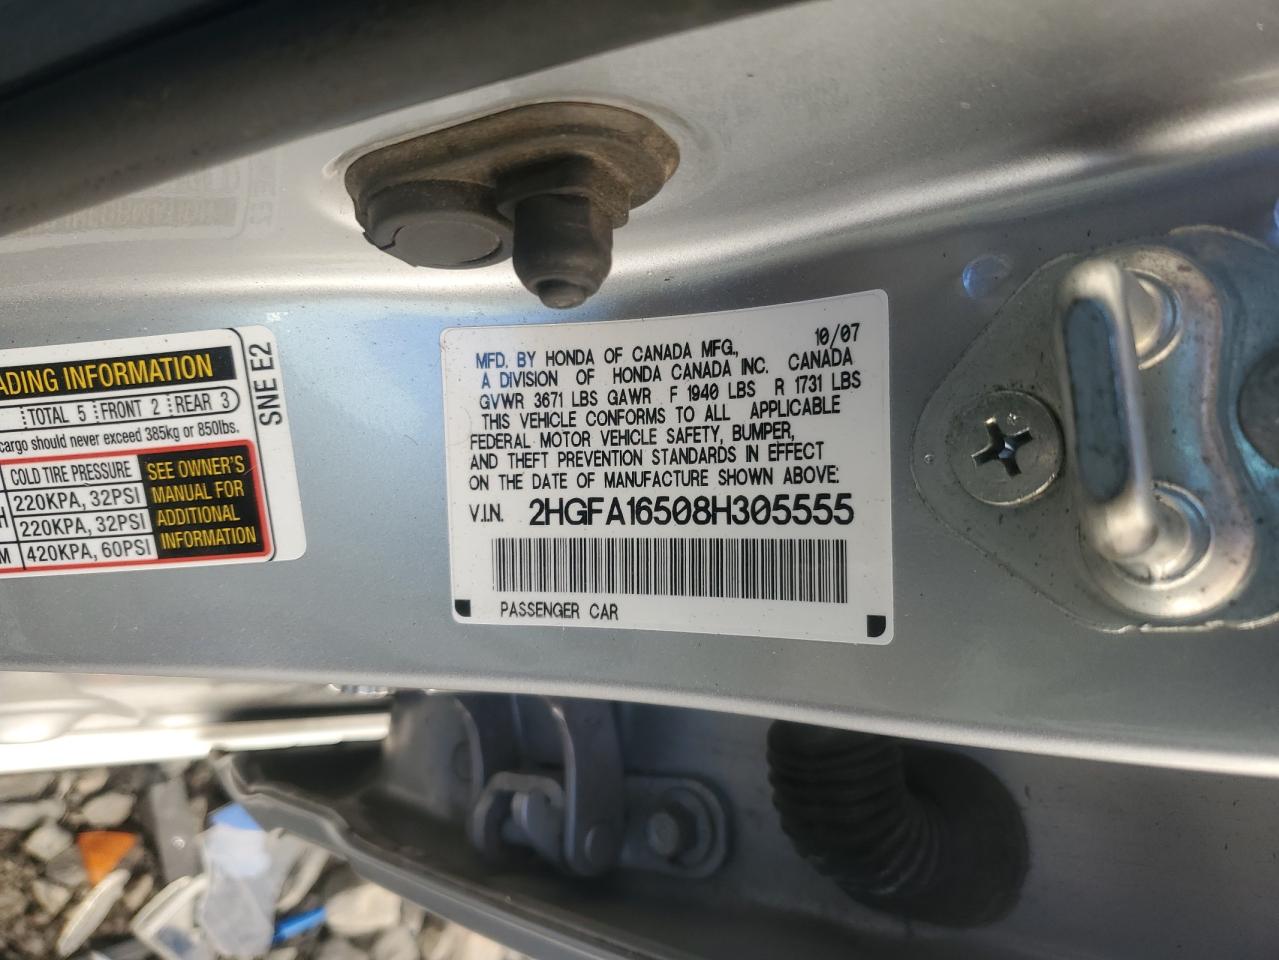 ADING INFORMATION
TOTAL 5 FRONT 2 REAR 3
cargo should never exceed 385kg or 850lbs.
COLD TIRE PRESSURE
220KPA, 32PSI
220KPA, 32PSI
M 420KPA, 60PSI
SEE OWNER'S
MANUAL FOR
ADDITIONAL
INFORMATION
SNE E2
10/07
MFD. BY HONDA OF CANADA MFG.,
A DIVISION OF HONDA CANADA INC. CANADA
GVWR 3671 LBS GAWR F 1940 LBS R 1731 LBS
THIS VEHICLE CONFORMS TO ALL APPLICABLE
FEDERAL MOTOR VEHICLE SAFETY, BUMPER,
AND THEFT PREVENTION STANDARDS IN EFFECT
ON THE DATE OF MANUFACTURE SHOWN ABOVE:
V.I.N. 2HGFA16508H305555
PASSENGER CAR